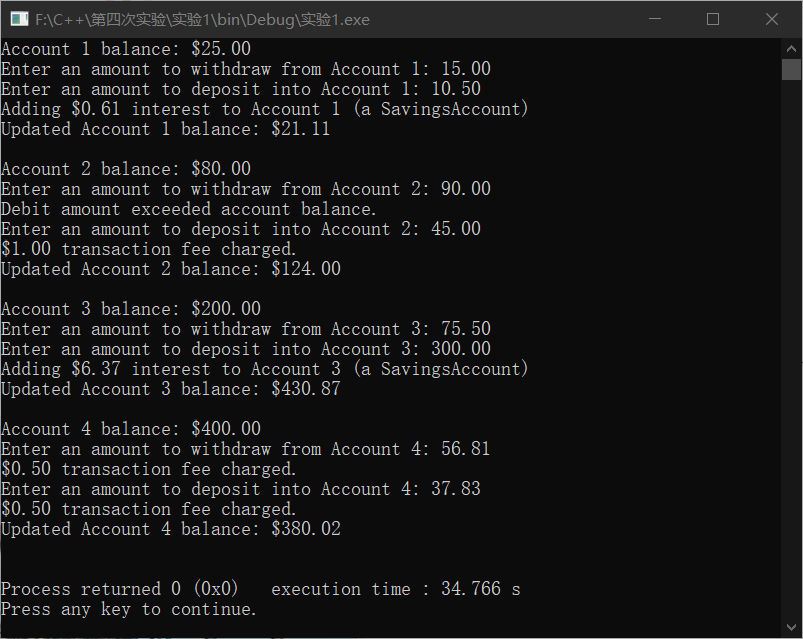 F:\C++\第四次实验\实验1\bin\Debug\实验1.exe
Account 1 balance: $25.00
Enter an amount to withdraw from Account 1: 15.00
Enter an amount to deposit into Account 1: 10.50
Adding $0.61 interest to Account 1 (a SavingsAccount)
Updated Account 1 balance: $21.11
Account 2 balance: $80.00
Enter an amount to withdraw from Account 2: 90.00
Debit amount exceeded account balance.
Enter an amount to deposit into Account 2: 45.00
$1.00 transaction fee charged.
Updated Account 2 balance: $124.00
Account 3 balance: $200.00
Enter an amount to withdraw from Account 3: 75.50
Enter an amount to deposit into Account 3: 300.00
Adding $6.37 interest to Account 3 (a SavingsAccount)
Updated Account 3 balance: $430.87
Account 4 balance: $400.00
Enter an amount to withdraw from Account 4: 56.81
$0.50 transaction fee charged.
Enter an amount to deposit into Account 4: 37.83
$0.50 transaction fee charged.
Updated Account 4 balance: $380.02
Process returned 0 (0x0)   execution time : 34.766 s
Press any key to continue.